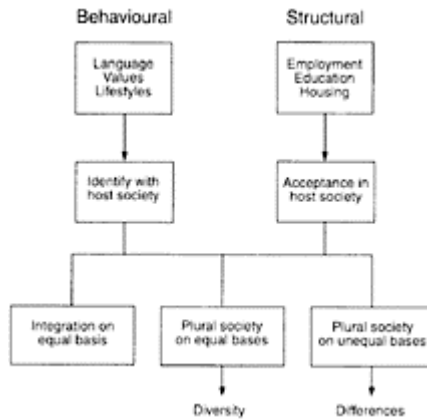 Behavioural
Structural
Language
Values
Lifestyles
Employment
Education
Housing
Identify with
host society
Acceptance in
host society
Integration on
equal basis
Plural society
on equal bases
Plural society
on unequal bases
Diversity
Differences